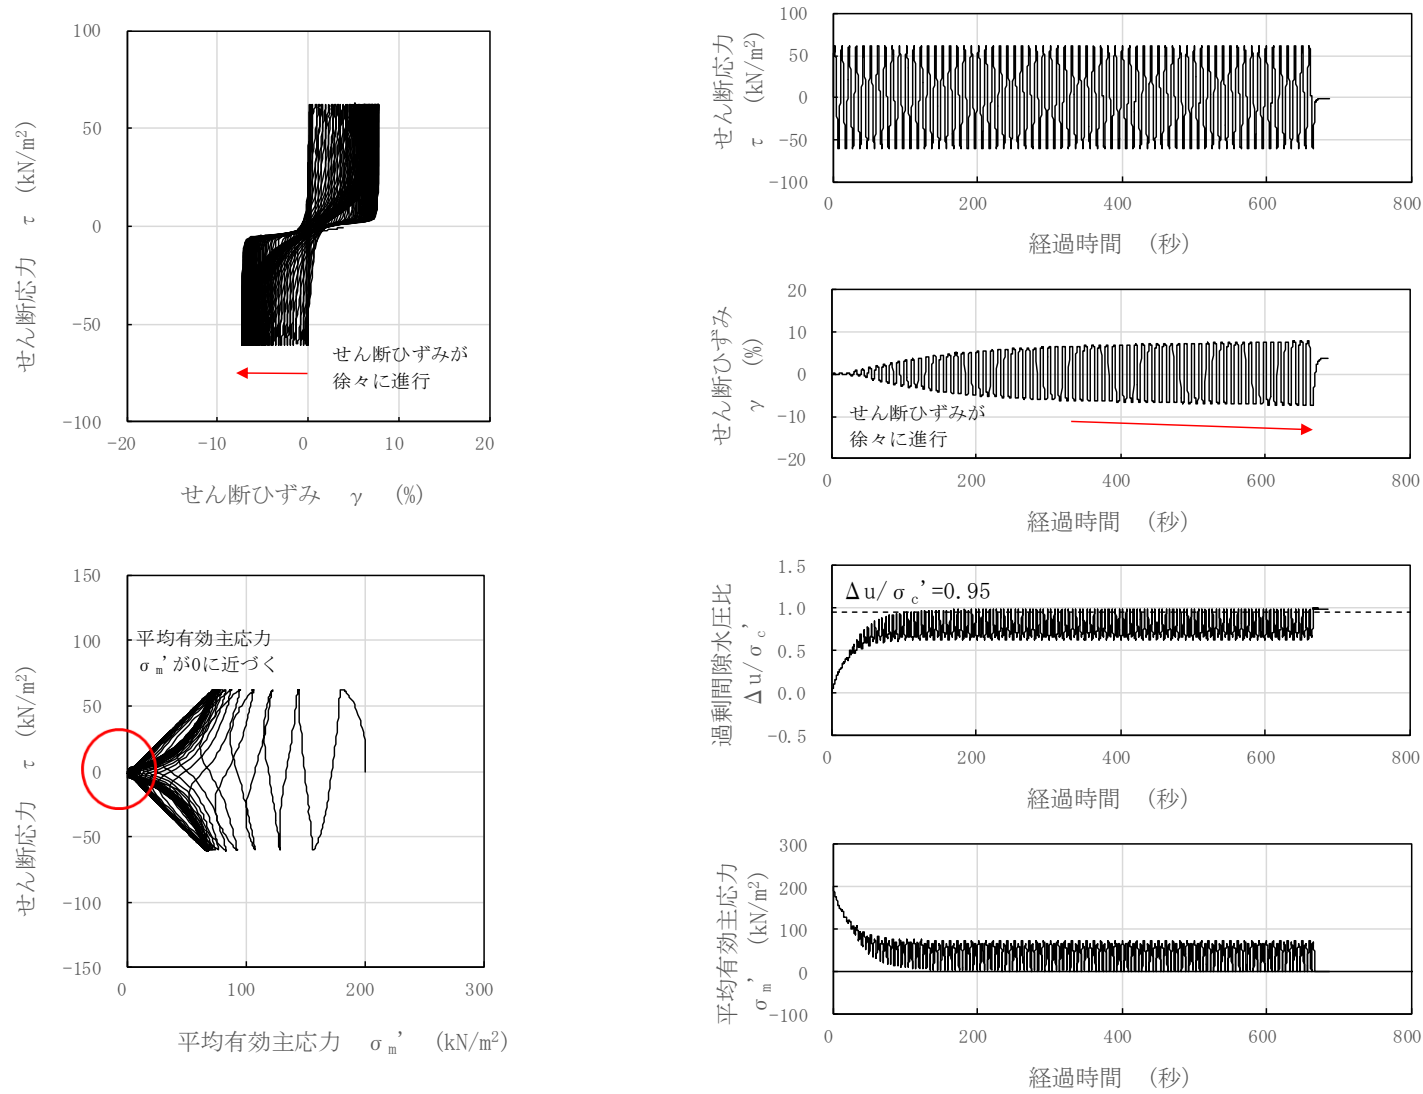 100
50
0
-50
-100
-20
-10
0
10
20
せん断応力 τ (kN/m²)
せん断ひずみ γ (%)
せん断ひずみが
徐々に進行
100
50
0
-50
-100
0
200
400
600
800
せん断応力
τ (kN/m²)
経過時間 (秒)
20
10
0
-10
-20
0
200
400
600
800
せん断ひずみ
γ (%)
せん断ひずみが
徐々に進行
経過時間 (秒)
150
100
50
0
-50
-100
-150
0
100
200
300
せん断応力 τ (kN/m²)
平均有効主応力
σm'が0に近づく
平均有効主応力 σm' (kN/m²)
1.5
1.0
0.5
0.0
-0.5
0
200
400
600
800
過剰間隙水圧比
Δu/σc'
Δu/σc'=0.95
経過時間 (秒)
300
200
100
0
-100
0
200
400
600
800
平均有効主応力
σm' (kN/m²)
経過時間 (秒)